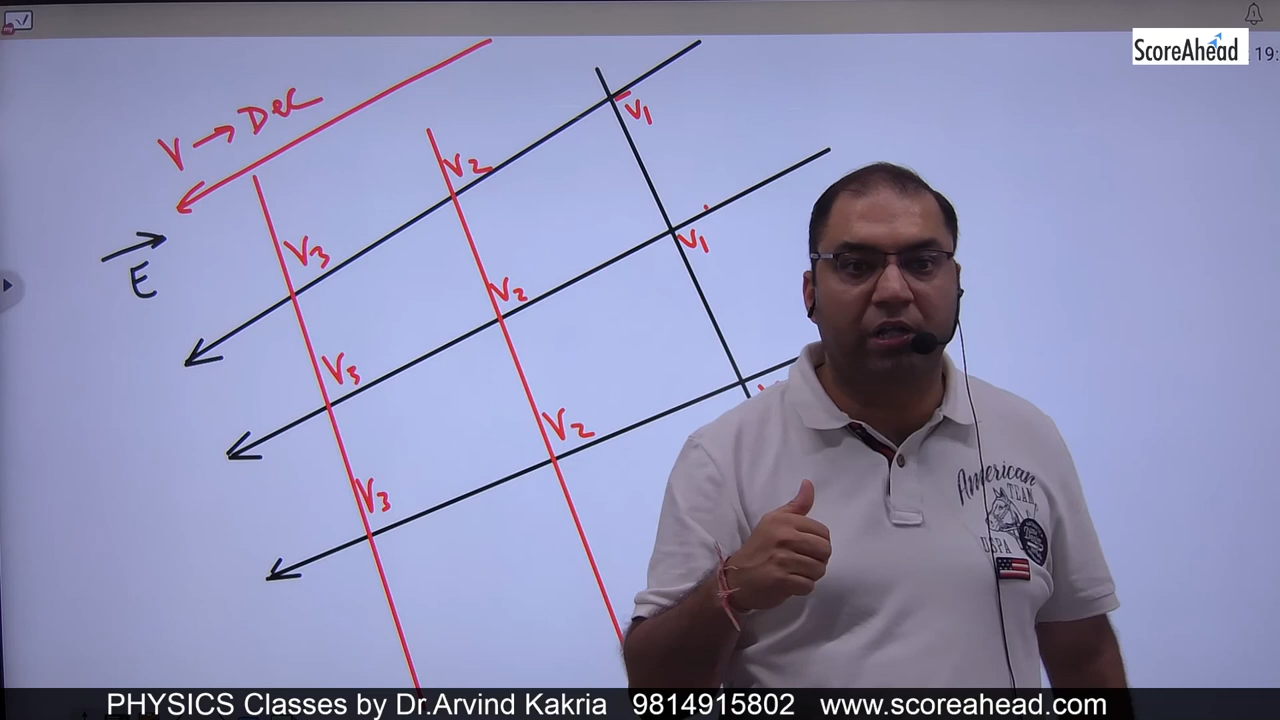 ScoreAhead
19:
V → Dec
V1
V2
V1
V3
E
V2
V3
V2
V3
American
TEAM
USPA
PHYSICS Classes by Dr.Arvind Kakria 9814915802 www.scoreahead.com